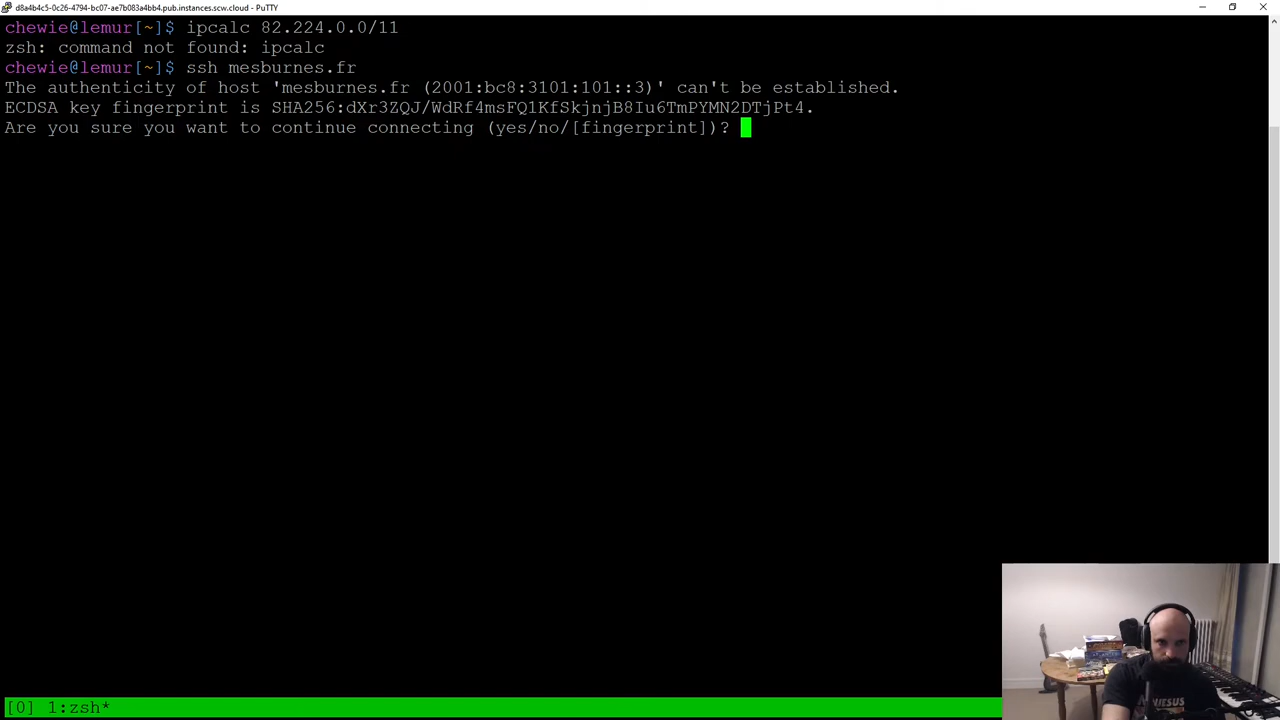 d8a4b4c5-0c26-4794-bc07-ae7b083a4bb4.pub.instances.scw.cloud - PuTTY
chewie@lemur[~]$ ipcalc 82.224.0.0/11
zsh: command not found: ipcalc
chewie@lemur[~]$ ssh mesburnes.fr
The authenticity of host 'mesburnes.fr (2001:bc8:3101:101::3)' can't be established.
ECDSA key fingerprint is SHA256:dXr3ZQJ/WdRf4msFQ1KfSkjnjB8Iu6TmPYMN2DTjPt4.
Are you sure you want to continue connecting (yes/no/[fingerprint])?
[0] 1:zsh*